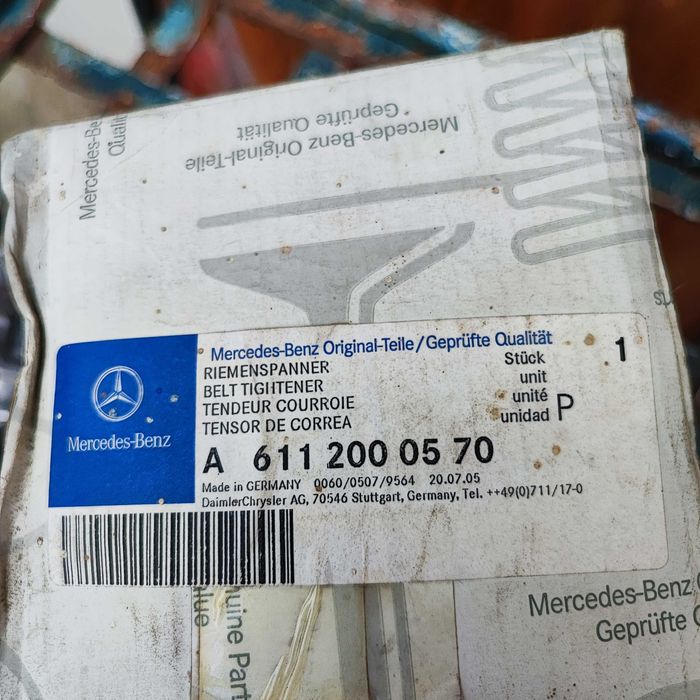 Mercedes-Benz
Qualität
Mercedes-Benz Original-Teile
Geprüfte Qualität
Mercedes-Benz Original-Teile/Geprüfte Qualität
RIEMENSPANNER
BELT TIGHTENER
TENDEUR COURROIE
TENSOR DE CORREA
Stück
unit
unité
unidad
P
1
Mercedes-Benz
A 611 200 05 70
Made in GERMANY 0060/0507/9564 20.07.05
DaimlerChrysler AG, 70546 Stuttgart, Germany, Tel. ++49(0)711/17-0
Mercedes-Benz
Geprüfte